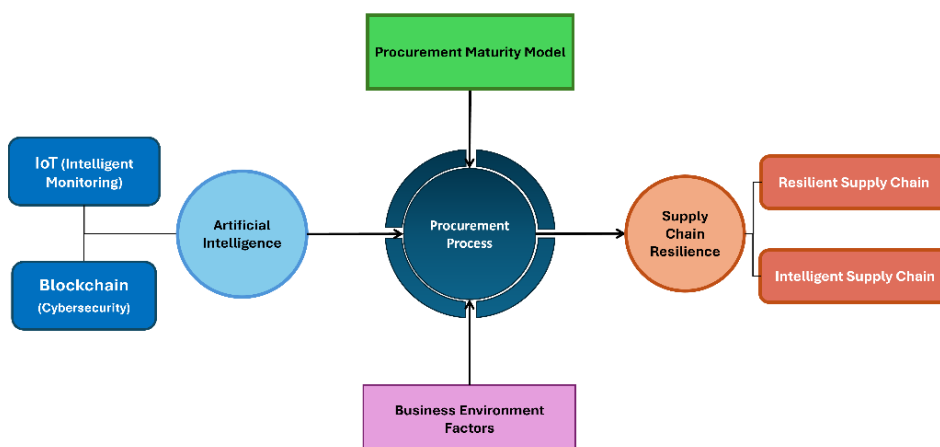 Procurement Maturity Model
IoT (Intelligent
Monitoring)
Artificial
Intelligence
Blockchain
(Cybersecurity)
Procurement
Process
Supply
Chain
Resilience
Resilient Supply Chain
Intelligent Supply Chain
Business Environment
Factors